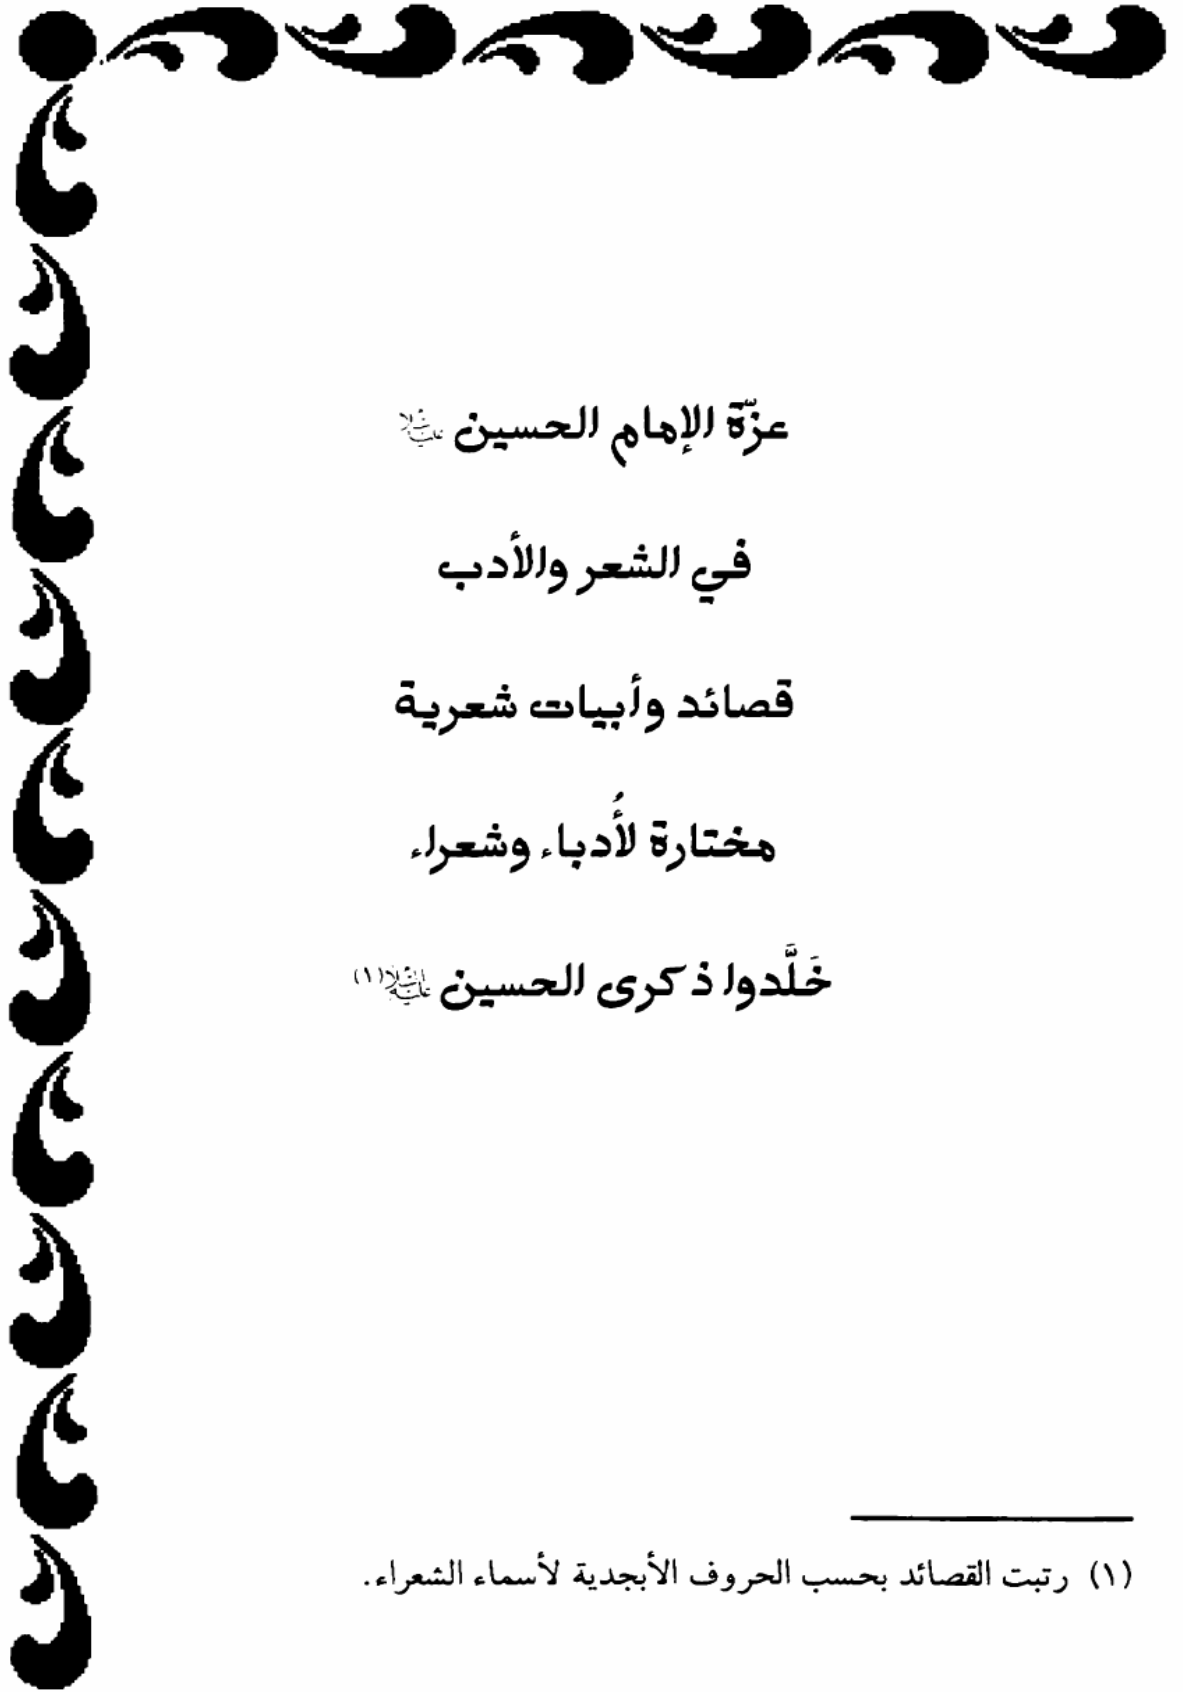 عزّة الإمام الحسين عليه السلام
في الشعر والأدب
قصائد وأبيات شعرية
مختارة لأُدباء وشعراء
خَلَّدوا ذكرى الحسين عليه السلام(١)
(١) رتبت القصائد بحسب الحروف الأبجدية لأسماء الشعراء.